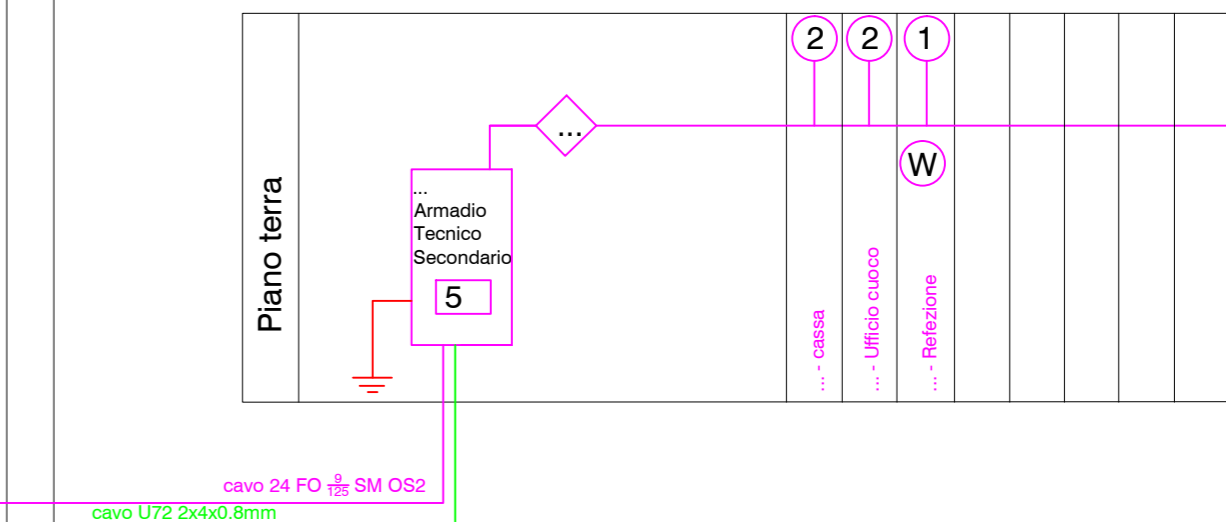 2
2
1
...
W
Piano terra
...
Armadio
Tecnico
Secondario
5
... - cassa
... - Ufficio cuoco
... - Refezione
cavo 24 FO 9/125 SM OS2
cavo U72 2x4x0.8mm